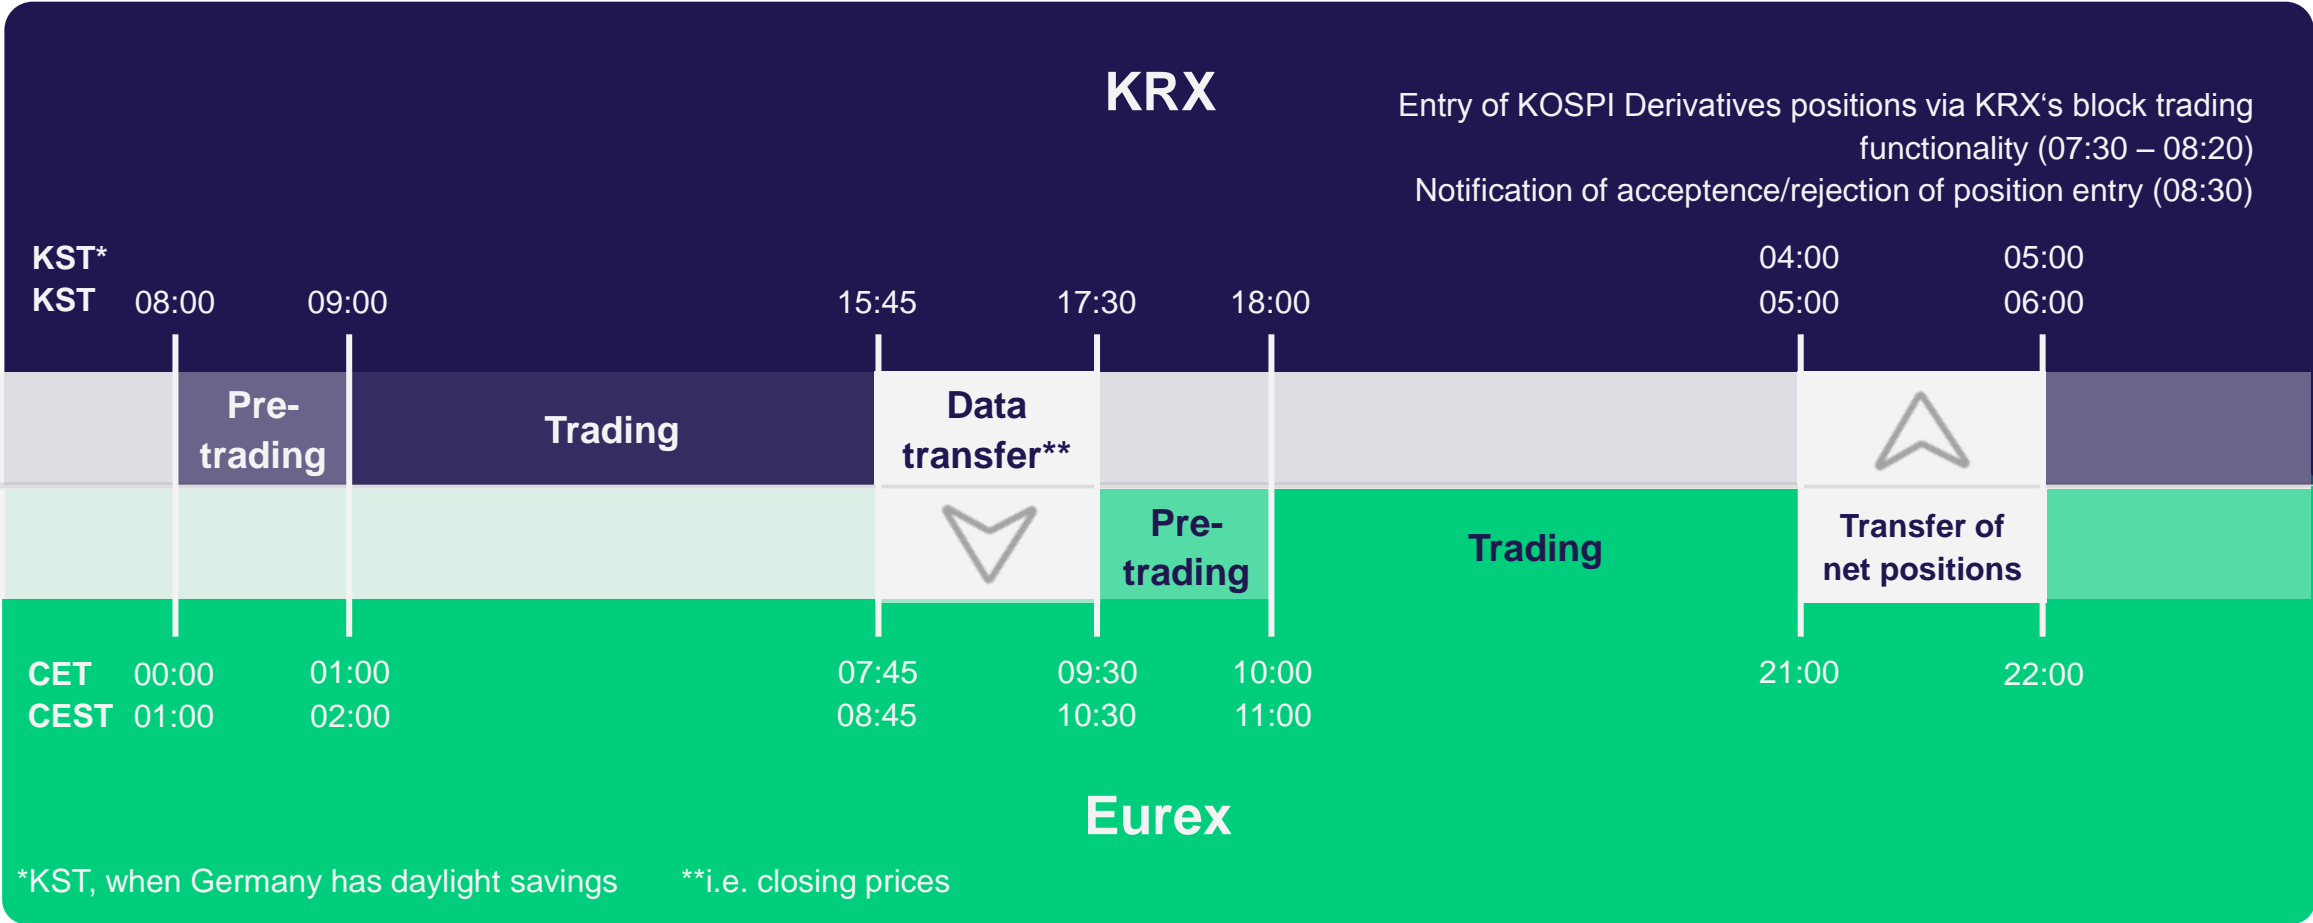 KRX
Entry of KOSPI Derivatives positions via KRX‘s block trading
functionality (07:30 – 08:20)
Notification of acceptence/rejection of position entry (08:30)
KST* 04:00 05:00
KST 08:00 09:00 15:45 17:30 18:00 05:00 06:00
Pre-
trading
Trading
Data
transfer**
Pre-
trading
Trading
Transfer of
net positions
CET 00:00 01:00 07:45 09:30 10:00 21:00 22:00
CEST 01:00 02:00 08:45 10:30 11:00
Eurex
*KST, when Germany has daylight savings **i.e. closing prices